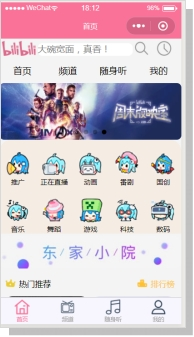 WeChat 18:12 98%
首页
bilibili 大碗宽面，真香！
首页 频道 随身听 我的
周末放映室
推广 正在直播 动画 番剧 国创
音乐 舞蹈 游戏 科技 数码
东/家/小/院
热门推荐 排行榜
首页 频道 随身听 我的